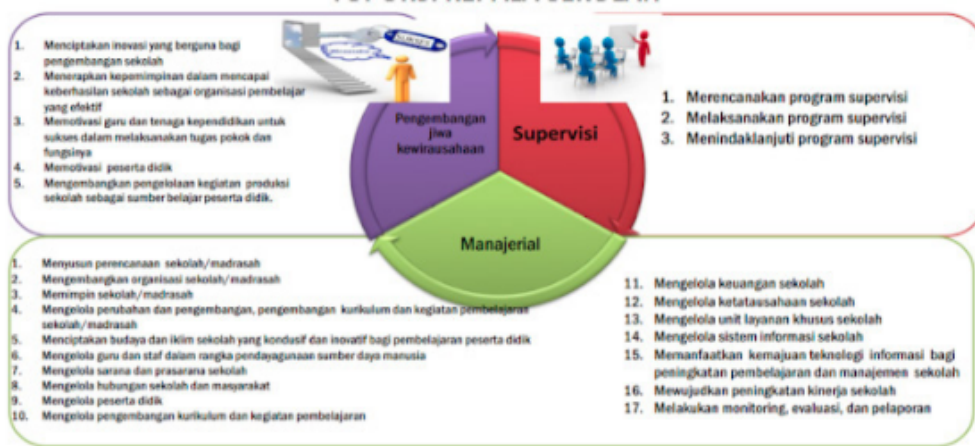 1. Menciptakan inovasi yang berguna bagi
pengembangan sekolah
2. Menerapkan kepemimpinan dalam mencapai
keberhasilan sekolah sebagai organisasi pembelajar
yang efektif
3. Memotivasi guru dan tenaga kependidikan untuk
sukses dalam melaksanakan tugas pokok dan
fungsinya
4. Memotivasi peserta didik
5. Mengembangkan pengelolaan kegiatan produksi
sekolah sebagai sumber belajar peserta didik.
Pengembangan
jiwa
kewirausahaan
Supervisi
1. Merencanakan program supervisi
2. Melaksanakan program supervisi
3. Menindaklanjuti program supervisi
Manajerial
1. Menyusun perencanaan sekolah/madrasah
2. Mengembangkan organisasi sekolah/madrasah
3. Memimpin sekolah/madrasah
4. Mengelola perubahan dan pengembangan, pengembangan kurikulum dan kegiatan pembelajaran
sekolah/madrasah
5. Menciptakan budaya dan iklim sekolah yang kondusif dan inovatif bagi pembelajaran peserta didik
6. Mengelola guru dan staf dalam rangka pendayagunaan sumber daya manusia
7. Mengelola sarana dan prasarana sekolah
8. Mengelola hubungan sekolah dan masyarakat
9. Mengelola peserta didik
10. Mengelola pengembangan kurikulum dan kegiatan pembelajaran
11. Mengelola keuangan sekolah
12. Mengelola ketatausahaan sekolah
13. Mengelola unit layanan khusus sekolah
14. Mengelola sistem informasi sekolah
15. Memanfaatkan kemajuan teknologi informasi bagi
peningkatan pembelajaran dan manajemen sekolah
16. Mewujudkan peningkatan kinerja sekolah
17. Melakukan monitoring, evaluasi, dan pelaporan